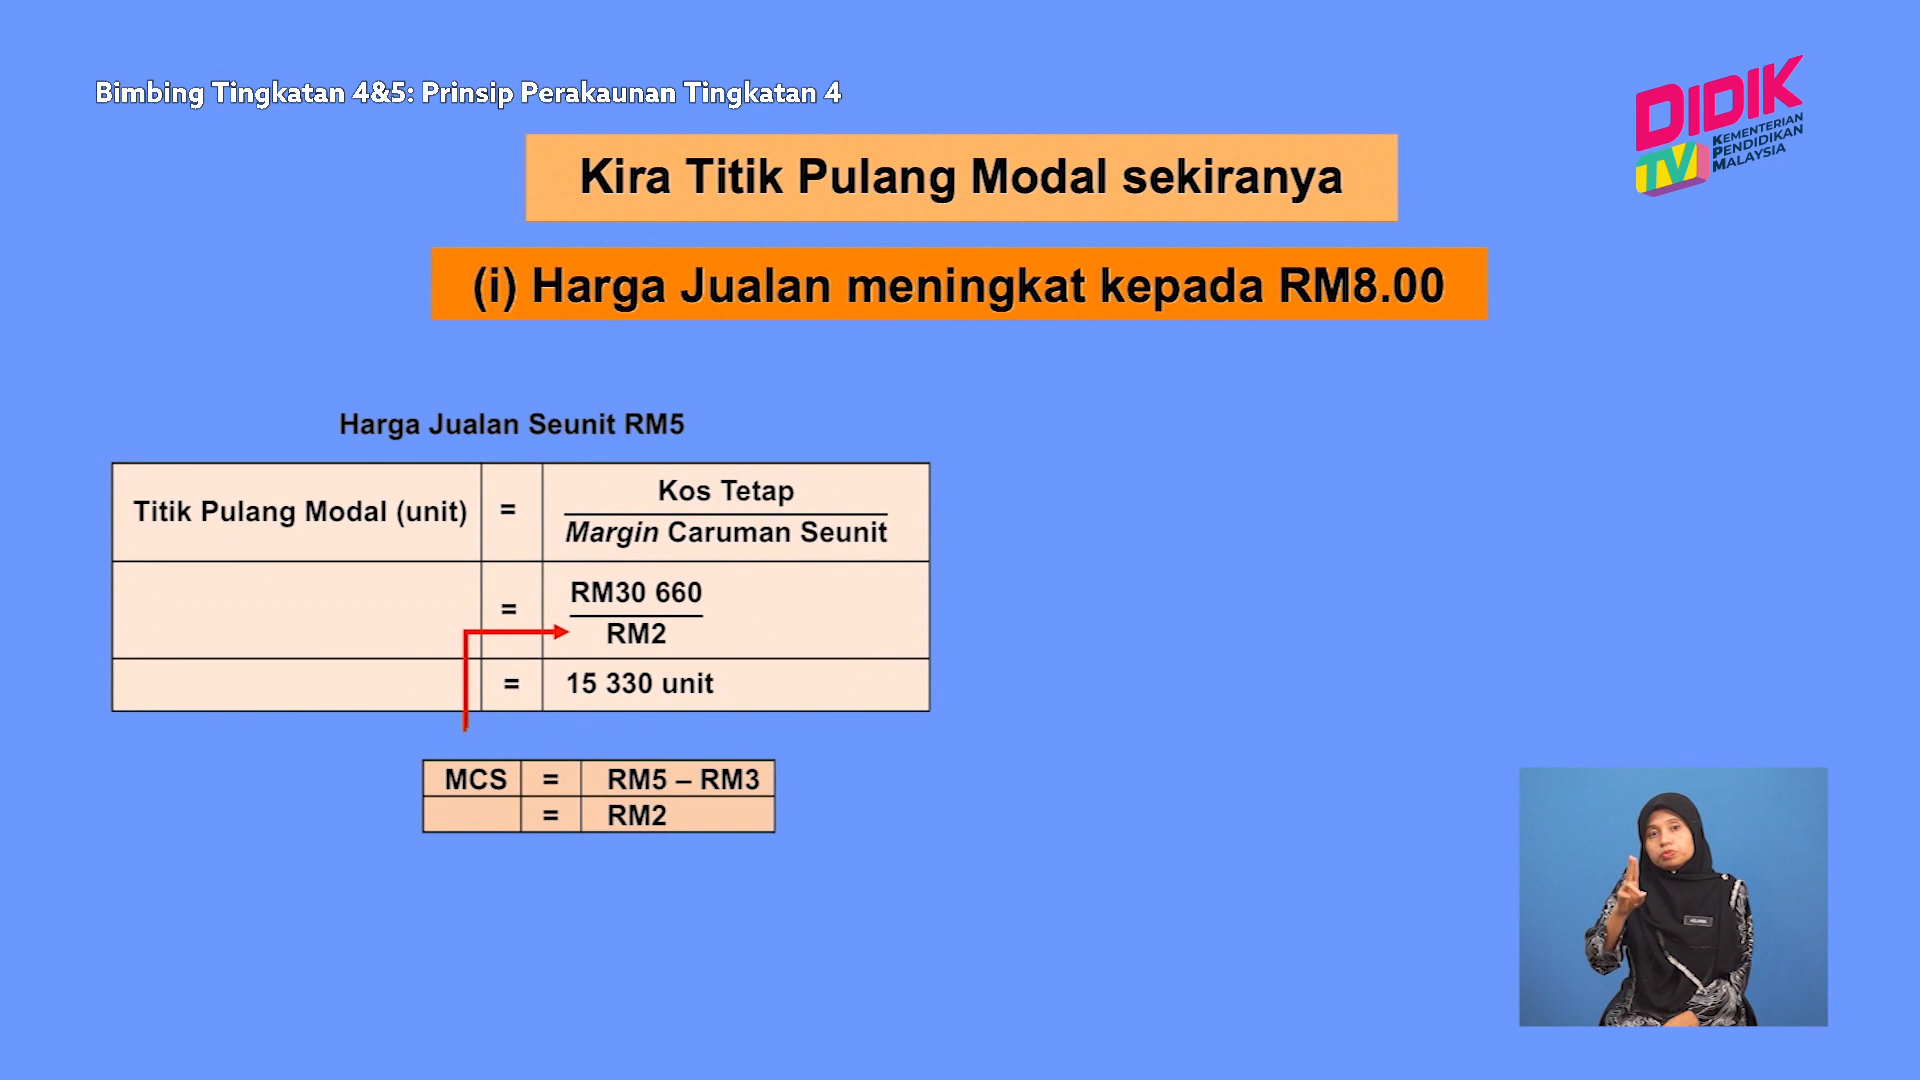 Bimbing Tingkatan 4&5: Prinsip Perakaunan Tingkatan 4
DIDIK
TV
KEMENTERIAN
PENDIDIKAN
MALAYSIA
Kira Titik Pulang Modal sekiranya
(i) Harga Jualan meningkat kepada RM8.00
Harga Jualan Seunit RM5
Titik Pulang Modal (unit) = Kos Tetap
Margin Caruman Seunit
= RM30 660
RM2
= 15 330 unit
MCS = RM5 – RM3
= RM2